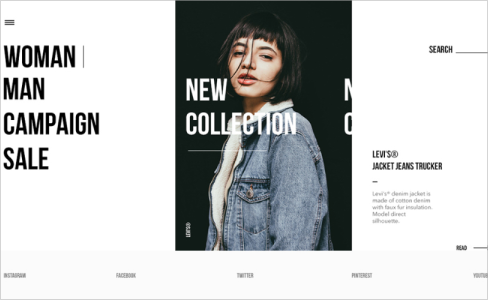 WOMAN
MAN
CAMPAIGN
SALE
NEW
COLLECTION
LEVI'S®
N
C
SEARCH
LEVI'S®
JACKET JEANS TRUCKER
Levi's® denim jacket is
made of cotton denim
with faux fur insulation.
Model direct
silhouette.
READ
INSTAGRAM
FACEBOOK
TWITTER
PINTEREST
YOUTUB